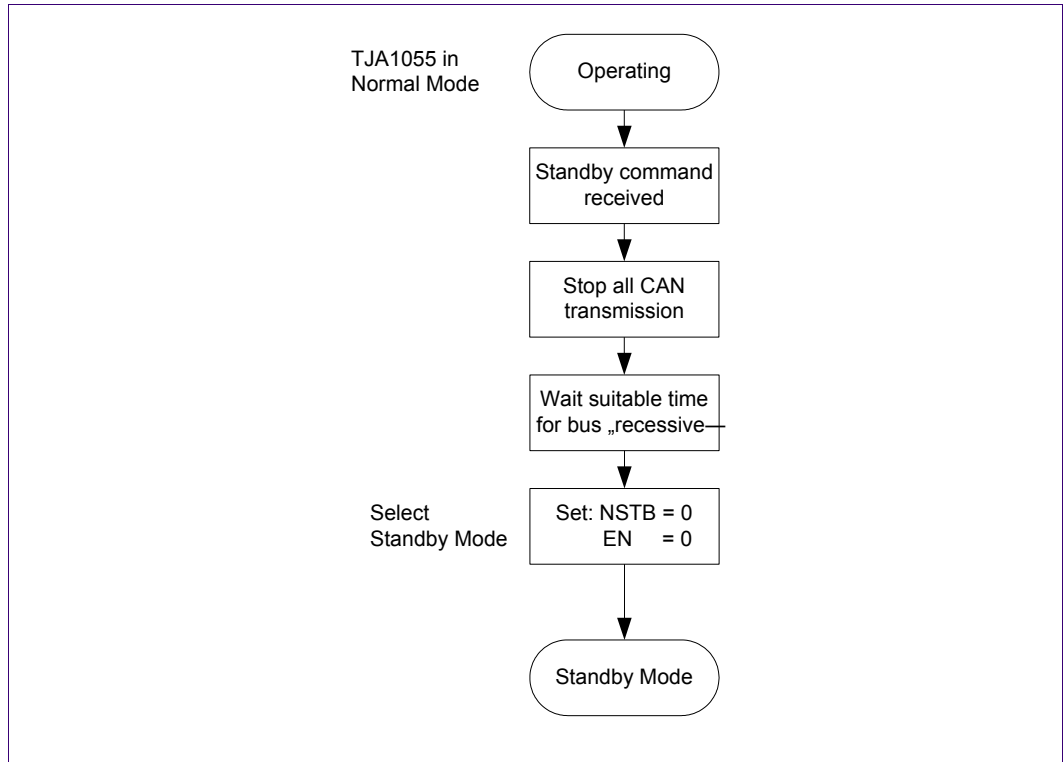 TJA1055 in
Normal Mode
Operating
Standby command
received
Stop all CAN
transmission
Wait suitable time
for bus „recessive—
Select
Standby Mode
Set: NSTB = 0
EN = 0
Standby Mode